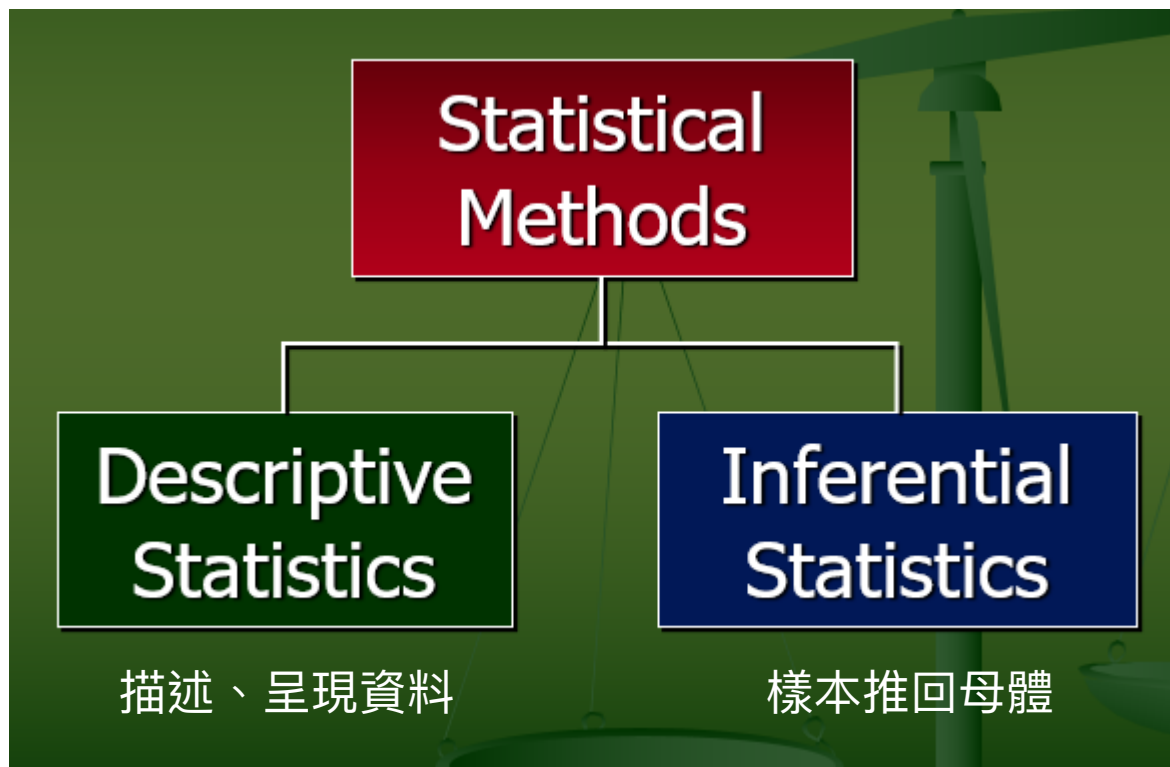 Statistical
Methods
Descriptive
Statistics
Inferential
Statistics
描述、呈現資料
樣本推回母體